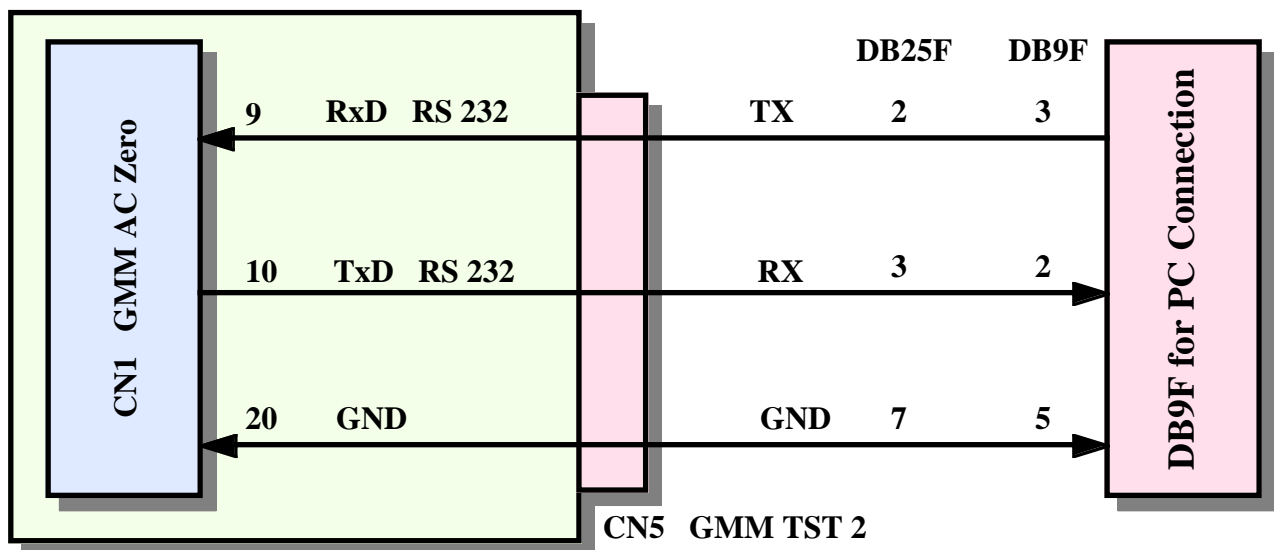 DB25F DB9F
9 RxD RS 232 TX 2 3
10 TxD RS 232 RX 3 2
20 GND GND 7 5
CN1 GMM AC Zero
DB9F for PC Connection
CN5 GMM TST 2